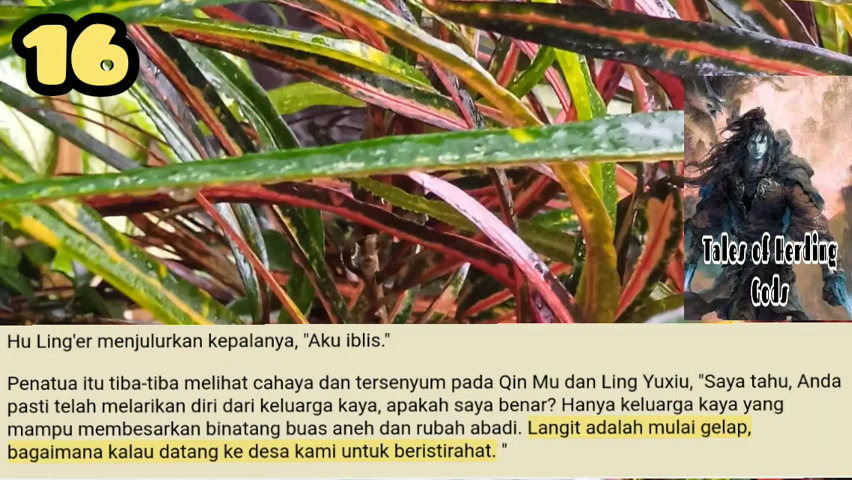 16
Tales of Herding
Gods
Hu Ling'er menjulurkan kepalanya, "Aku iblis."
Penatua itu tiba-tiba melihat cahaya dan tersenyum pada Qin Mu dan Ling Yuxiu, "Saya tahu, Anda
pasti telah melarikan diri dari keluarga kaya, apakah saya benar? Hanya keluarga kaya yang
mampu membesarkan binatang buas aneh dan rubah abadi. Langit adalah mulai gelap,
bagaimana kalau datang ke desa kami untuk beristirahat. "